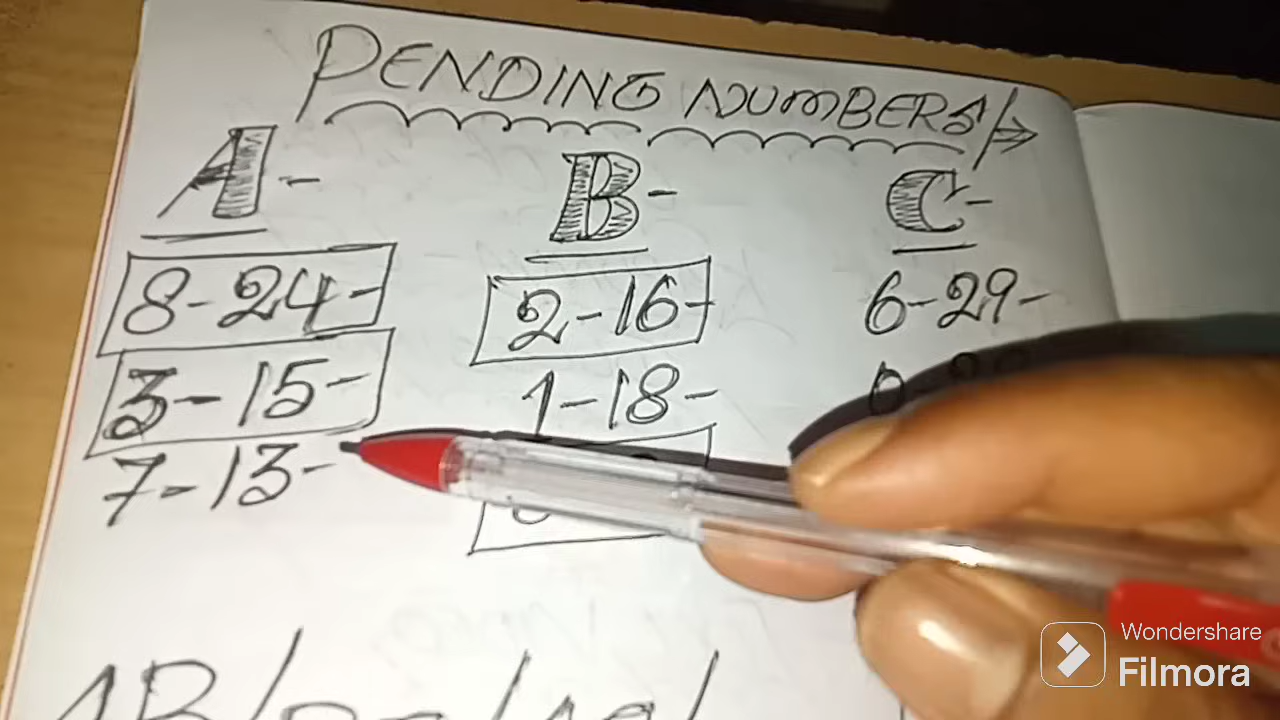 PENDING NUMBERS
A- B- C-
8-24- 2-16- 6-29-
3-15- 1-18-
7-13-
Wondershare
Filmora